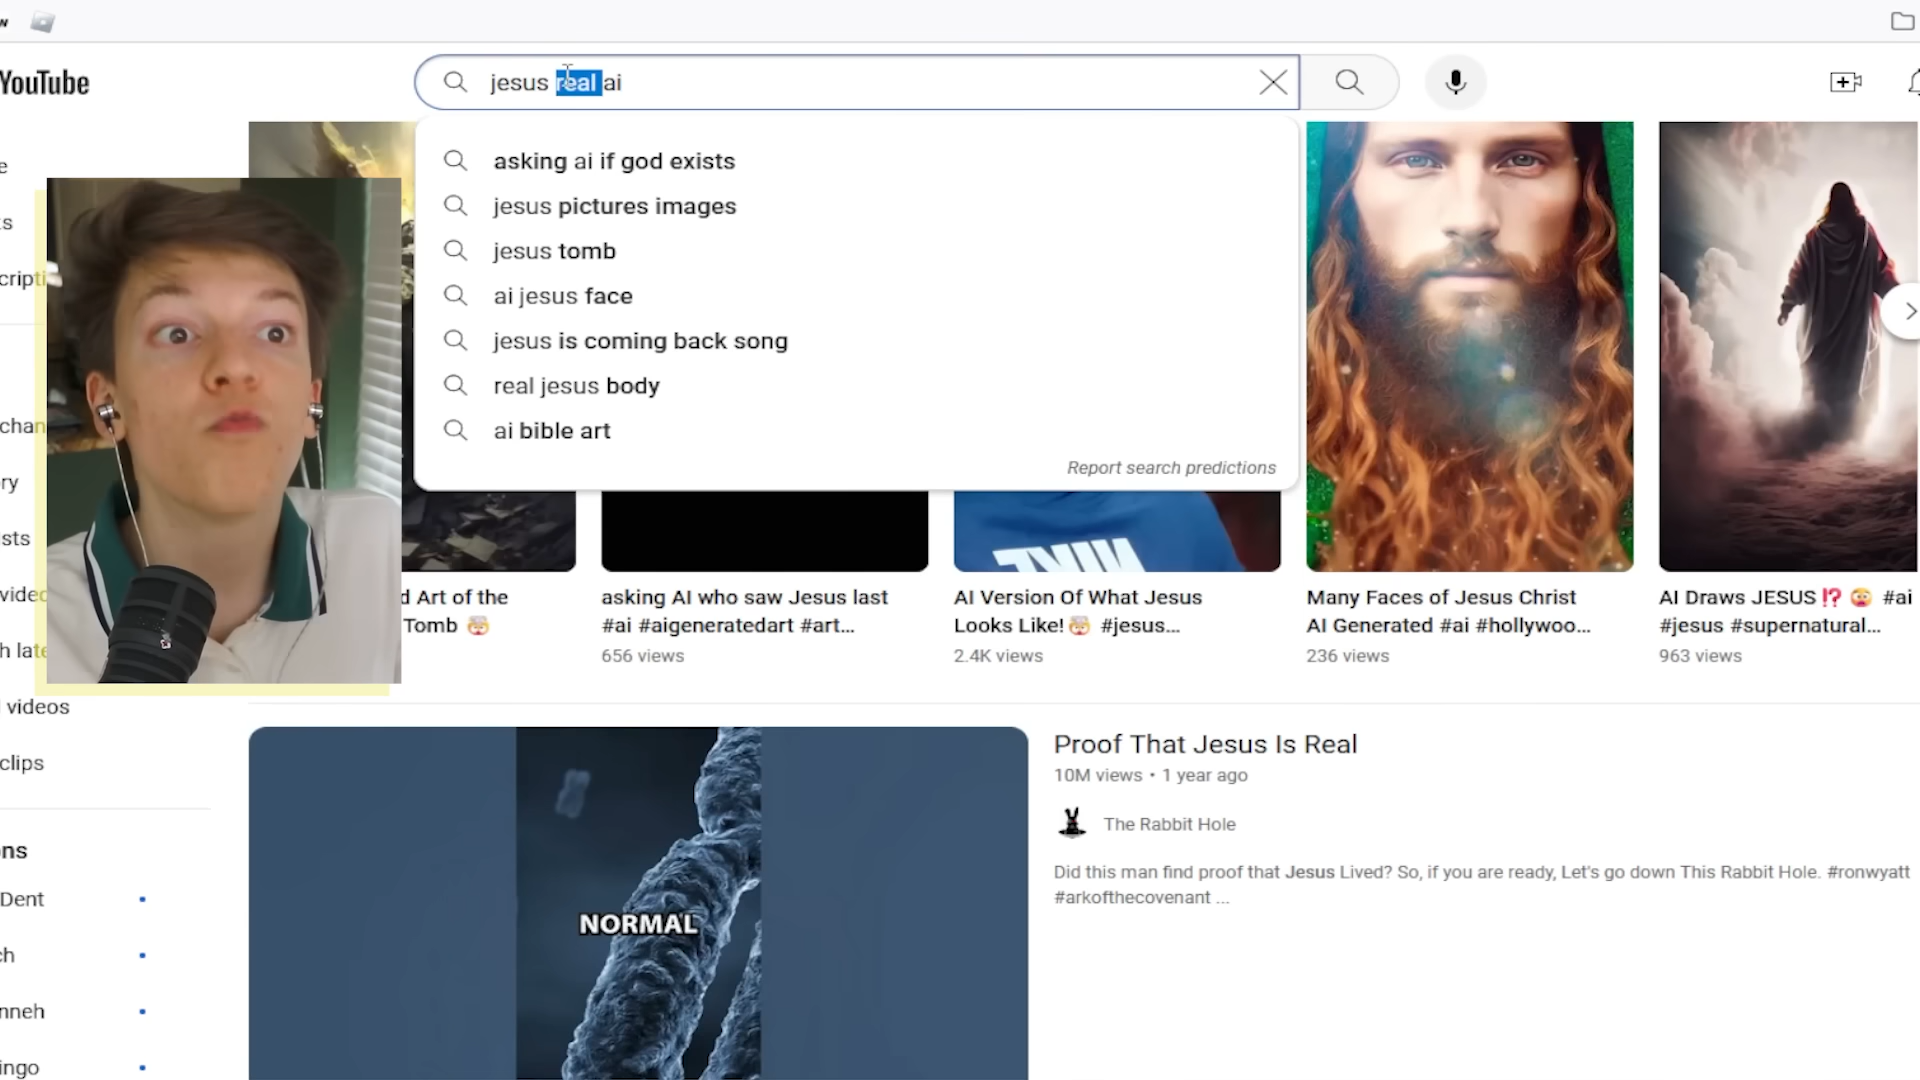 YouTube
jesus real ai
asking ai if god exists
jesus pictures images
jesus tomb
ai jesus face
jesus is coming back song
real jesus body
ai bible art
Report search predictions
d Art of the
Tomb 🤯
asking AI who saw Jesus last
#ai #aigeneratedart #art...
656 views
AI Version Of What Jesus
Looks Like! 🤯 #jesus...
2.4K views
Many Faces of Jesus Christ
AI Generated #ai #hollywoo...
236 views
AI Draws JESUS ⁉️ 😨 #ai
#jesus #supernatural...
963 views
videos
clips
ns
Dent
ch
nneh
ingo
NORMAL
Proof That Jesus Is Real
10M views • 1 year ago
The Rabbit Hole
Did this man find proof that Jesus Lived? So, if you are ready, Let's go down This Rabbit Hole. #ronwyatt
#arkofthecovenant ...